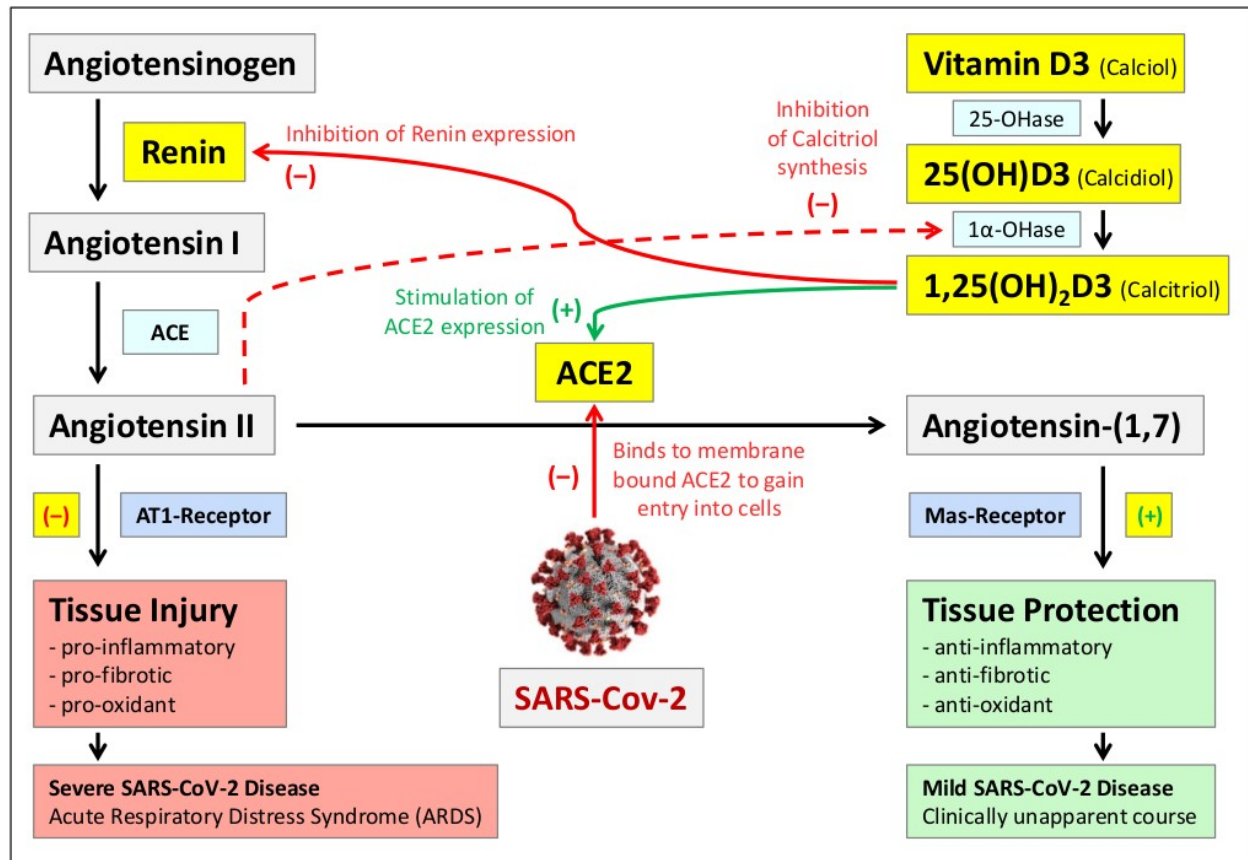 Angiotensinogen
Renin
Inhibition of Renin expression
(–)
Angiotensin I
ACE
Angiotensin II
Inhibition
of Calcitriol
synthesis
(–)
Vitamin D3 (Calciol)
25-OHase
25(OH)D3 (Calcidiol)
1α-OHase
1,25(OH)₂D3 (Calcitriol)
Stimulation of
ACE2 expression
(+)
ACE2
Angiotensin-(1,7)
(–)
Binds to membrane
bound ACE2 to gain
entry into cells
(–)
AT1-Receptor
Mas-Receptor
(+)
Tissue Injury
- pro-inflammatory
- pro-fibrotic
- pro-oxidant
SARS-Cov-2
Tissue Protection
- anti-inflammatory
- anti-fibrotic
- anti-oxidant
Severe SARS-CoV-2 Disease
Acute Respiratory Distress Syndrome (ARDS)
Mild SARS-CoV-2 Disease
Clinically unapparent course